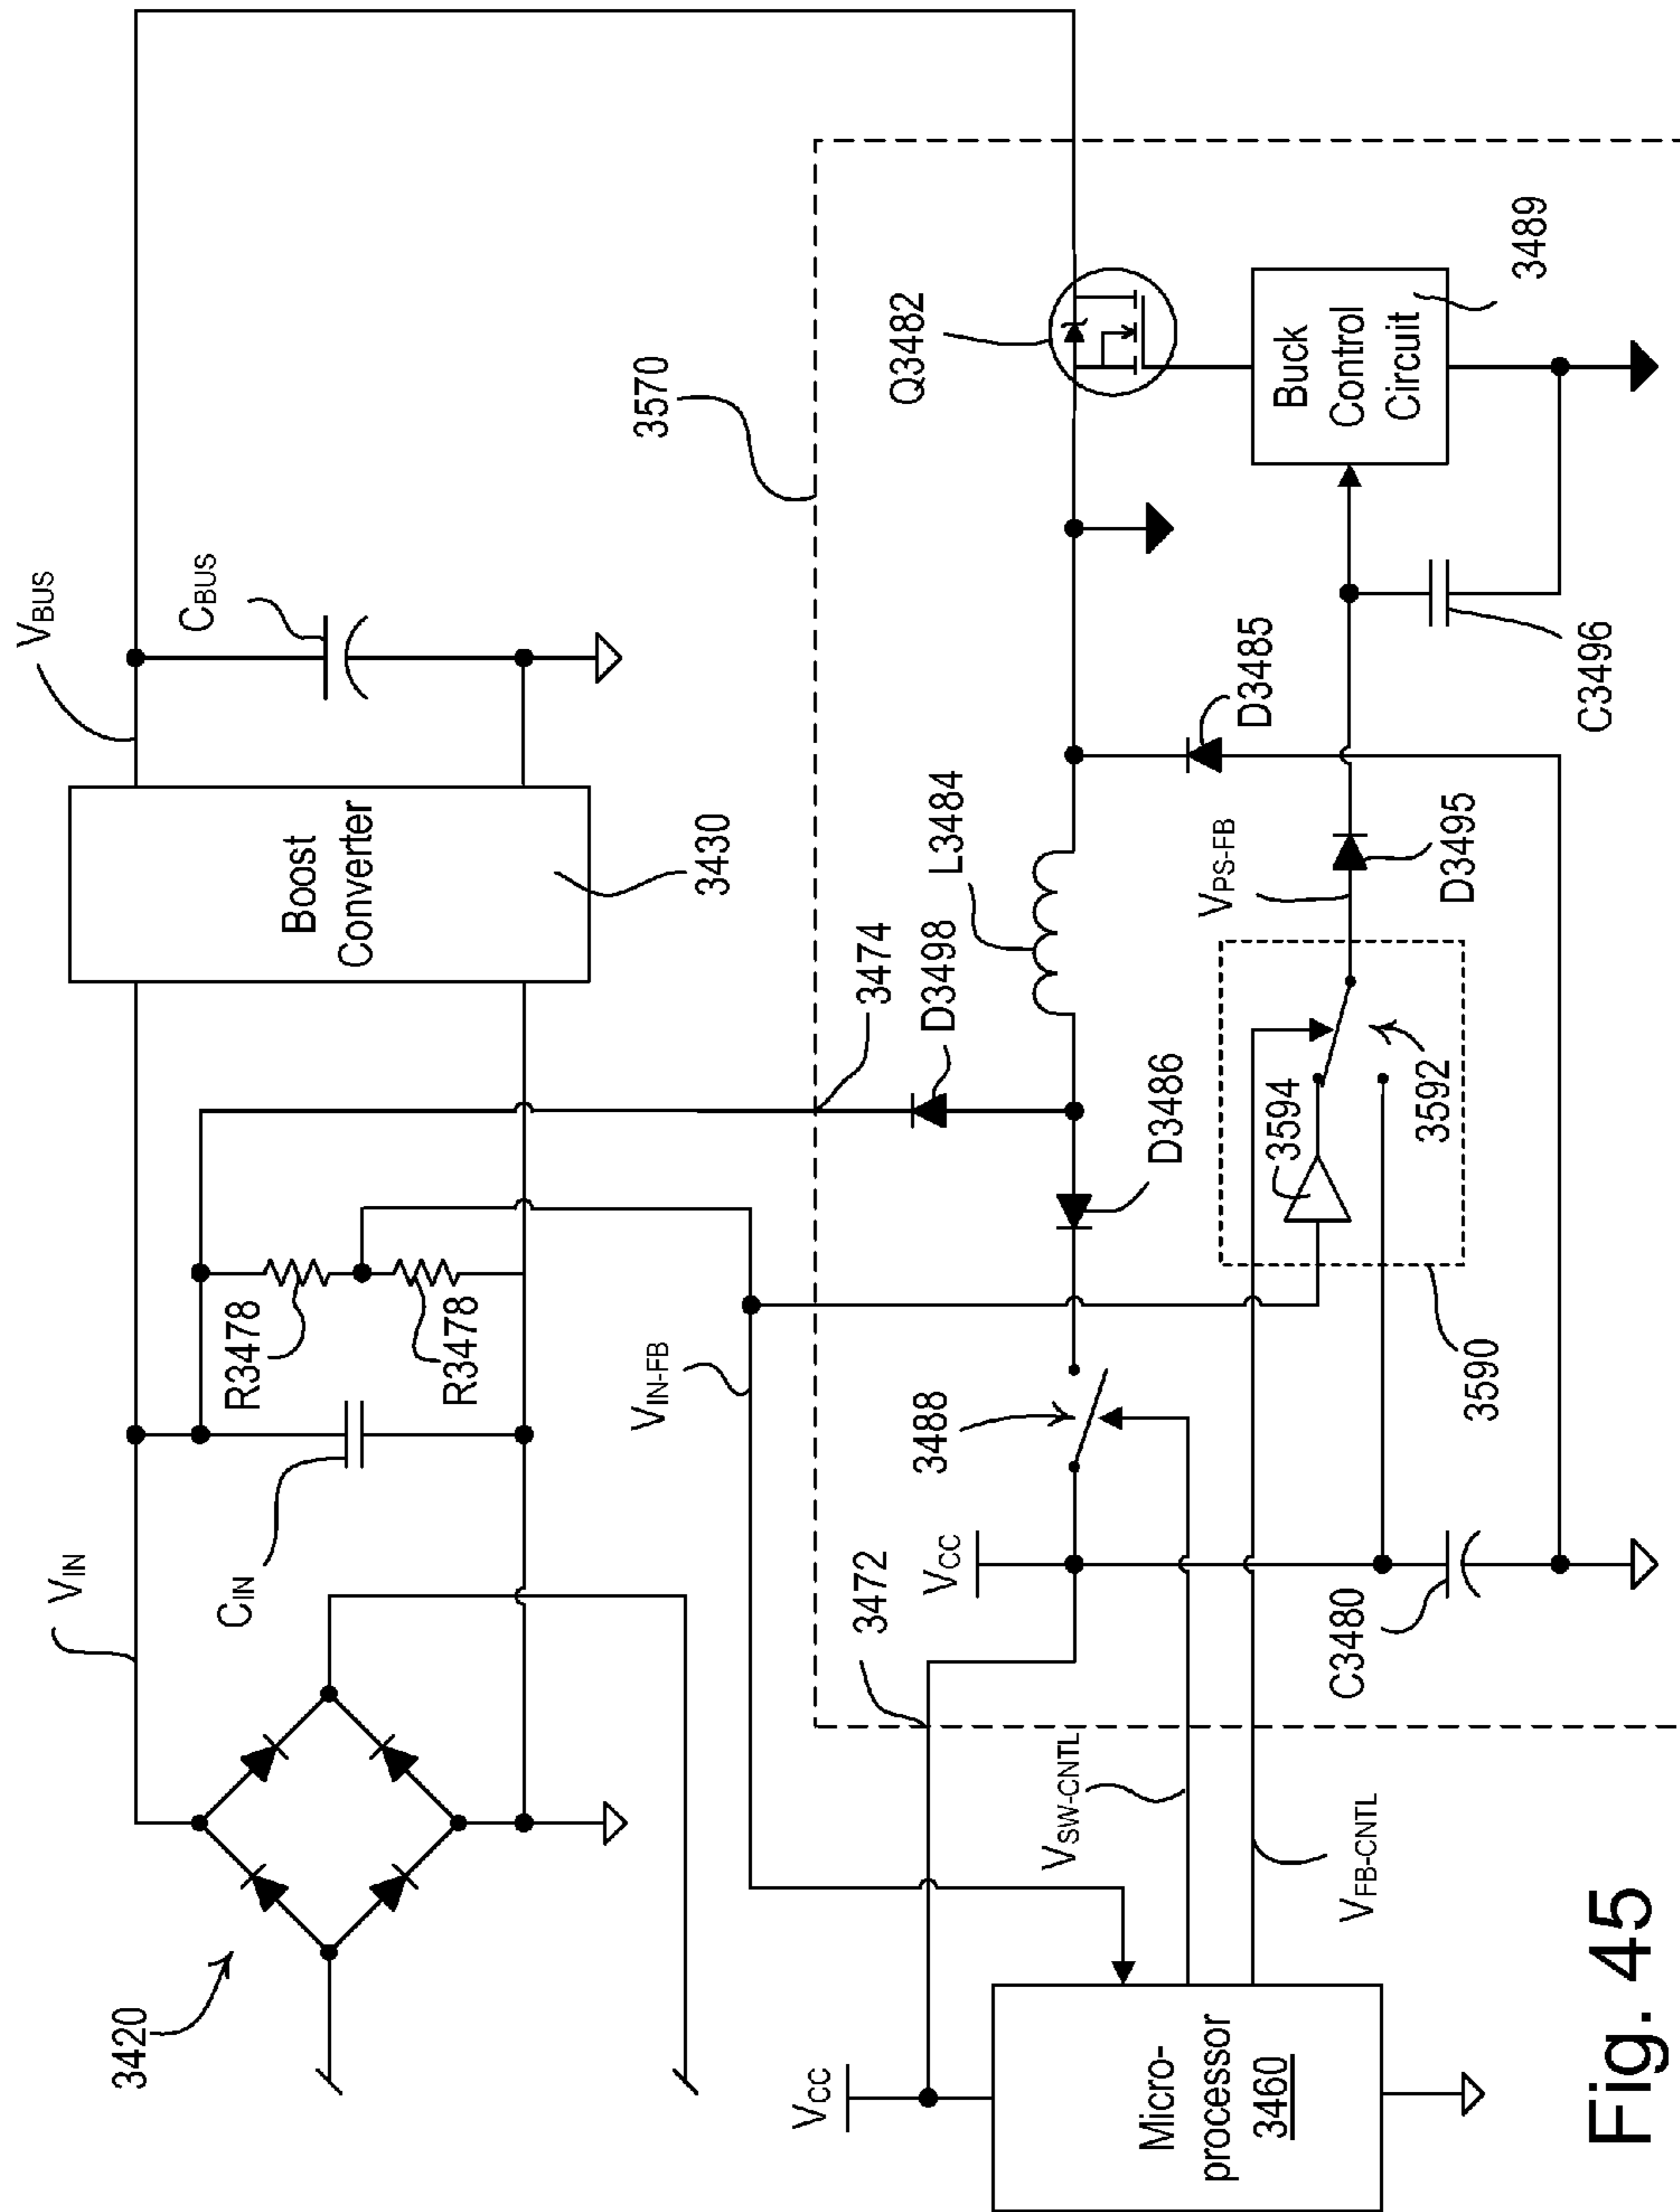 V_BUS
C_BUS
Boost
Converter
3430
V_IN
C_IN
R3478
R3478
3420
3570
3474
D3498
L3484
Q3482
D3485
Buck
Control
Circuit
3489
C3496
D3495
V_PS-FB
D3486
3594
3592
3590
V_IN-FB
3488
3472
V_CC
C3480
V_SW-CNTL
V_FB-CNTL
V_CC
Micro-
processor
3460
Fig. 45